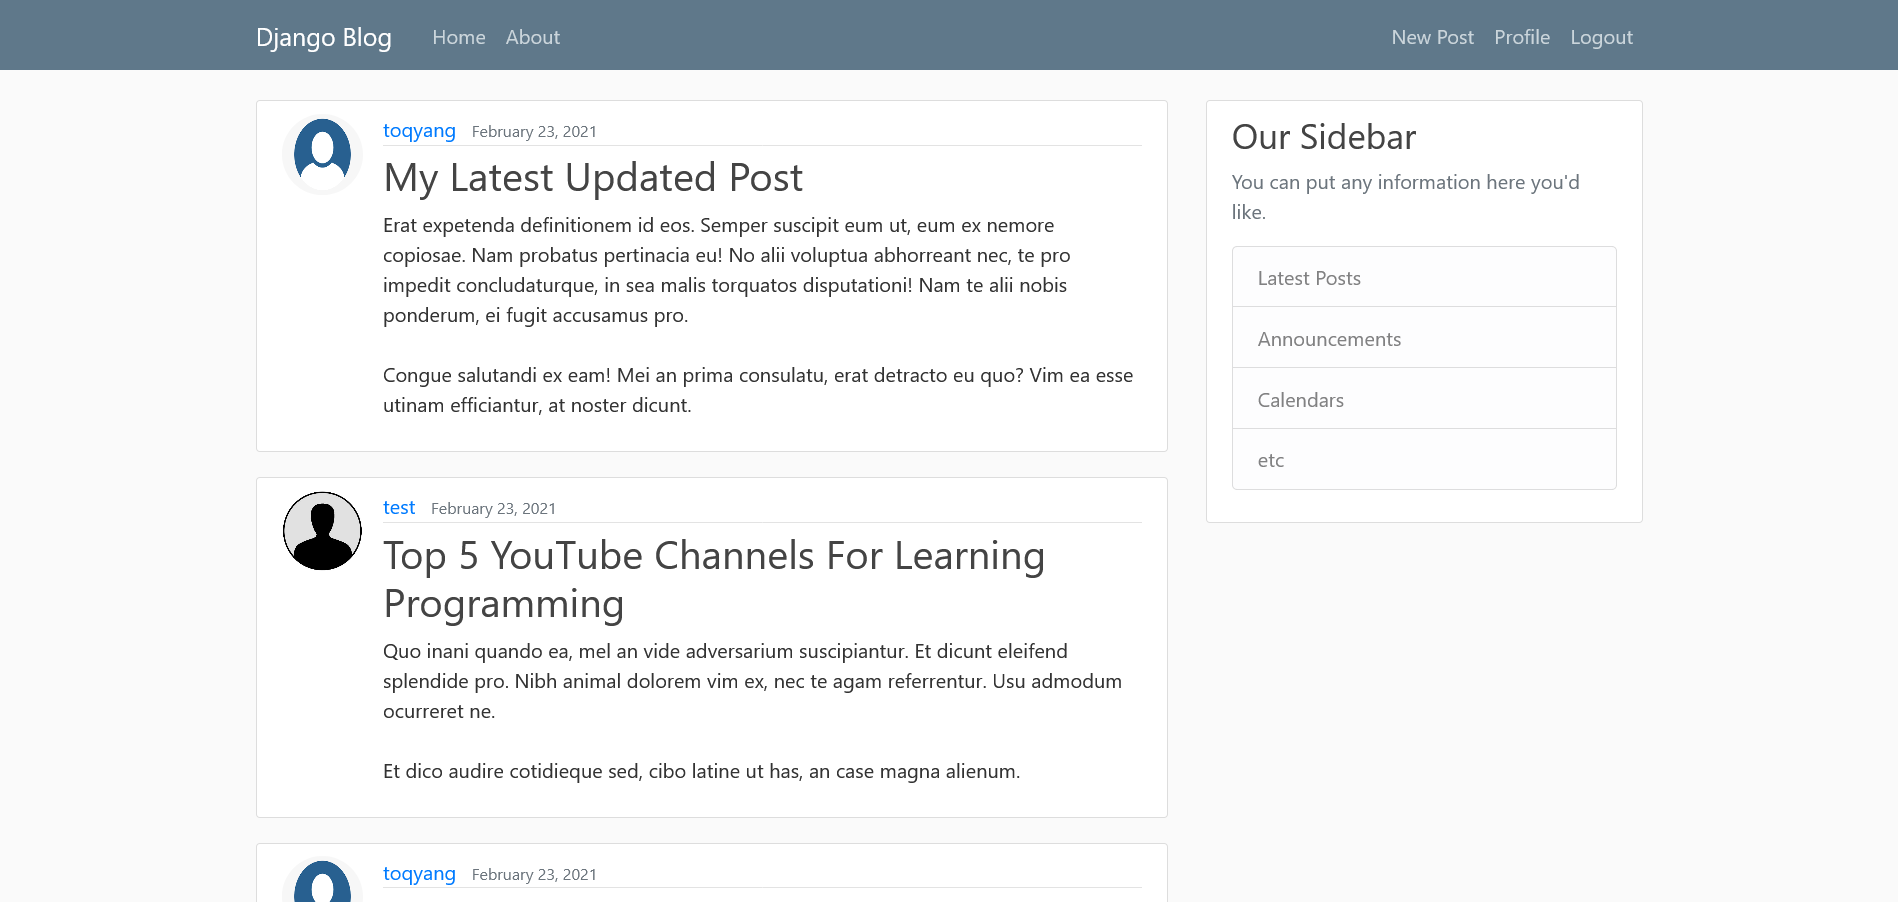 Django Blog Home About New Post Profile Logout
toqyang February 23, 2021
My Latest Updated Post
Erat expetenda definitionem id eos. Semper suscipit eum ut, eum ex nemore
copiosae. Nam probatus pertinacia eu! No alii voluptua abhorreant nec, te pro
impedit concludaturque, in sea malis torquatos disputationi! Nam te alii nobis
ponderum, ei fugit accusamus pro.
Congue salutandi ex eam! Mei an prima consulatu, erat detracto eu quo? Vim ea esse
utinam efficiantur, at noster dicunt.
test February 23, 2021
Top 5 YouTube Channels For Learning
Programming
Quo inani quando ea, mel an vide adversarium suscipiantur. Et dicunt eleifend
splendide pro. Nibh animal dolorem vim ex, nec te agam referrentur. Usu admodum
ocurreret ne.
Et dico audire cotidieque sed, cibo latine ut has, an case magna alienum.
toqyang February 23, 2021
Our Sidebar
You can put any information here you'd
like.
Latest Posts
Announcements
Calendars
etc